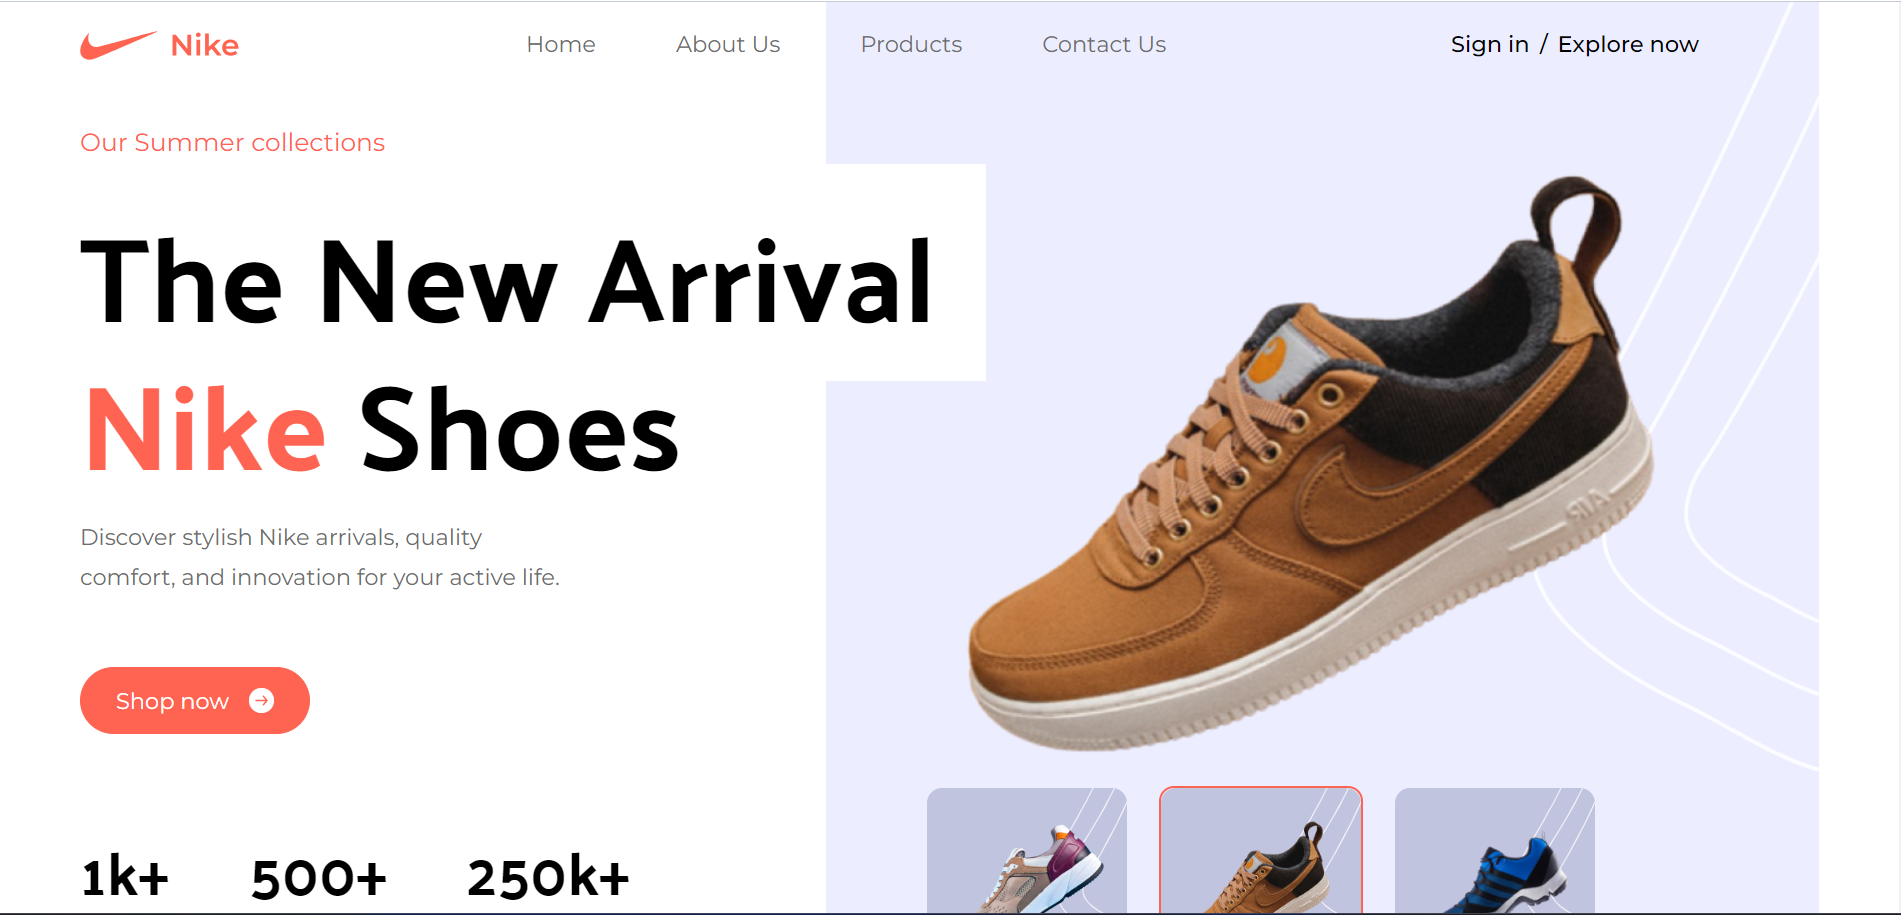 Nike
Home
About Us
Products
Contact Us
Sign in / Explore now
Our Summer collections
The New Arrival
Nike Shoes
Discover stylish Nike arrivals, quality
comfort, and innovation for your active life.
Shop now
AIR
1k+
500+
250k+